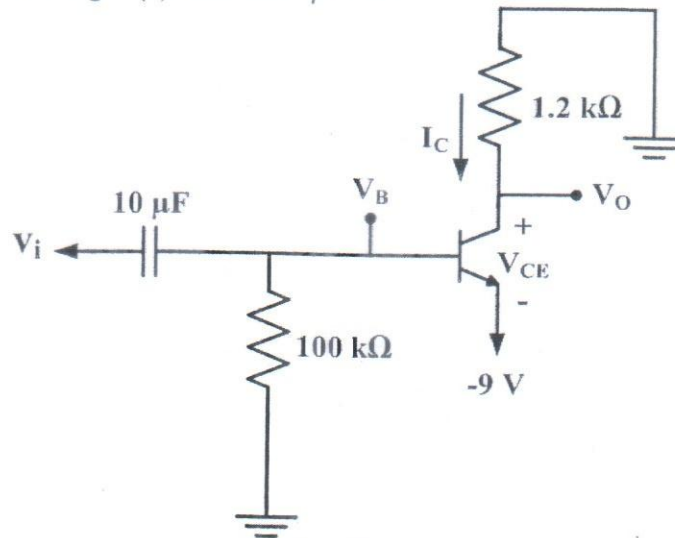 1.2 kΩ
I_C
V_B
V_O
10 μF
+
v_i
V_CE
-
100 kΩ
-9 V